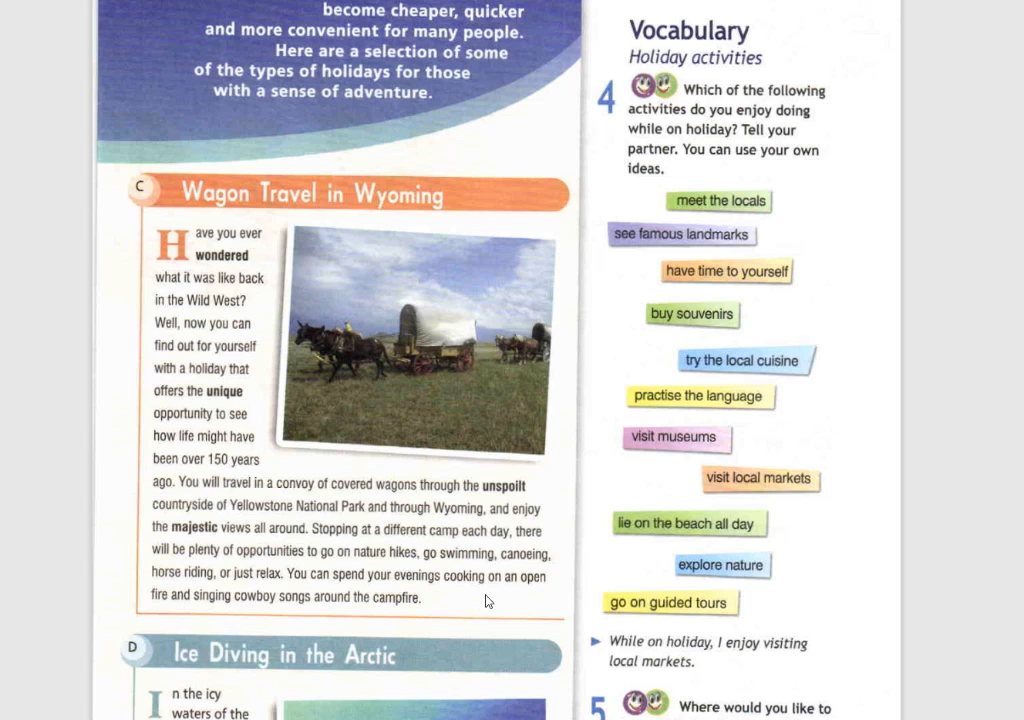 become cheaper, quicker
and more convenient for many people.
Here are a selection of some
of the types of holidays for those
with a sense of adventure.
C
Wagon Travel in Wyoming
Have you ever
wondered
what it was like back
in the Wild West?
Well, now you can
find out for yourself
with a holiday that
offers the unique
opportunity to see
how life might have
been over 150 years
ago. You will travel in a convoy of covered wagons through the unspoilt
countryside of Yellowstone National Park and through Wyoming, and enjoy
the majestic views all around. Stopping at a different camp each day, there
will be plenty of opportunities to go on nature hikes, go swimming, canoeing,
horse riding, or just relax. You can spend your evenings cooking on an open
fire and singing cowboy songs around the campfire.
D
Ice Diving in the Arctic
In the icy
waters of the
Vocabulary
Holiday activities
4 Which of the following
activities do you enjoy doing
while on holiday? Tell your
partner. You can use your own
ideas.
meet the locals
see famous landmarks
have time to yourself
buy souvenirs
try the local cuisine
practise the language
visit museums
visit local markets
lie on the beach all day
explore nature
go on guided tours
► While on holiday, I enjoy visiting
local markets.
5 Where would you like to